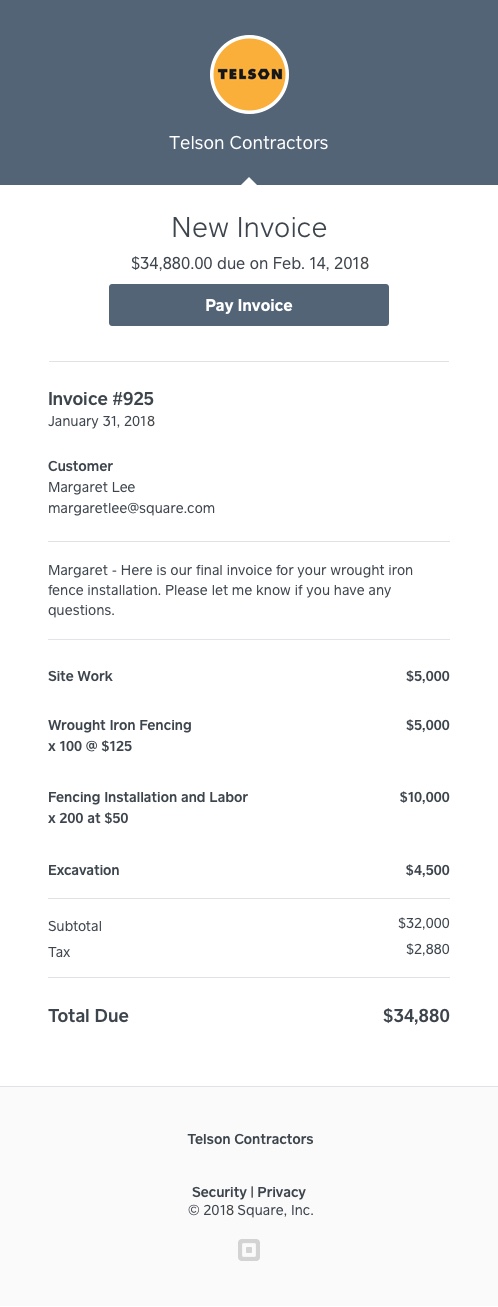 TELSON
Telson Contractors
New Invoice
$34,880.00 due on Feb. 14, 2018
Pay Invoice
Invoice #925
January 31, 2018
Customer
Margaret Lee
margaretlee@square.com
Margaret - Here is our final invoice for your wrought iron
fence installation. Please let me know if you have any
questions.
Site Work $5,000
Wrought Iron Fencing $5,000
x 100 @ $125
Fencing Installation and Labor $10,000
x 200 at $50
Excavation $4,500
Subtotal $32,000
Tax $2,880
Total Due $34,880
Telson Contractors
Security | Privacy
© 2018 Square, Inc.